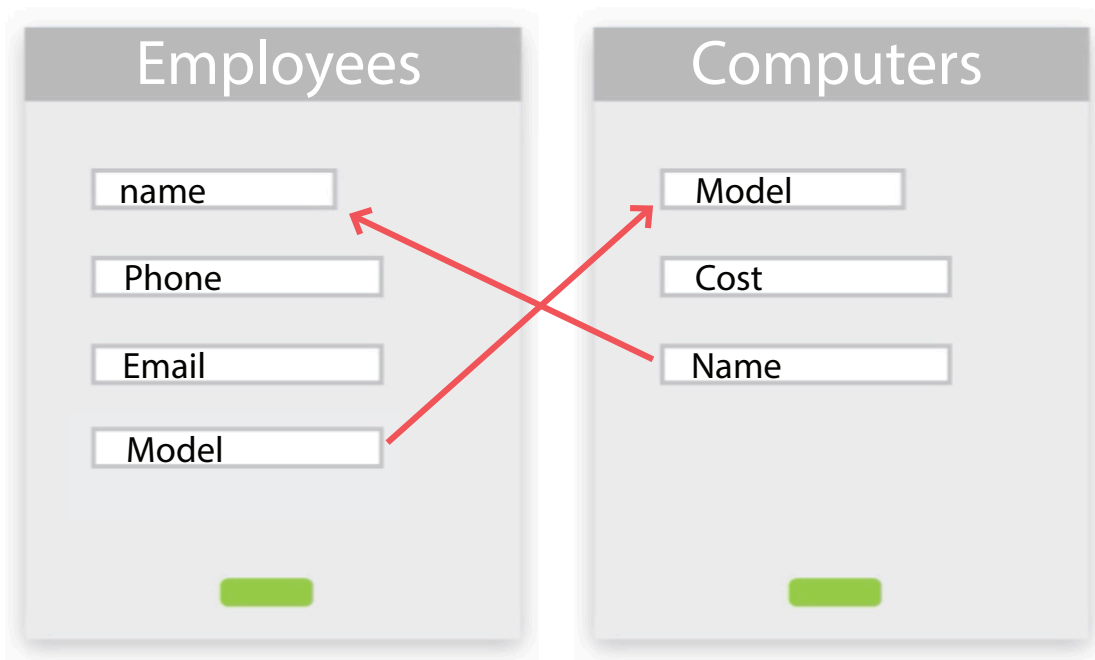 Employees
name
Phone
Email
Model
Computers
Model
Cost
Name